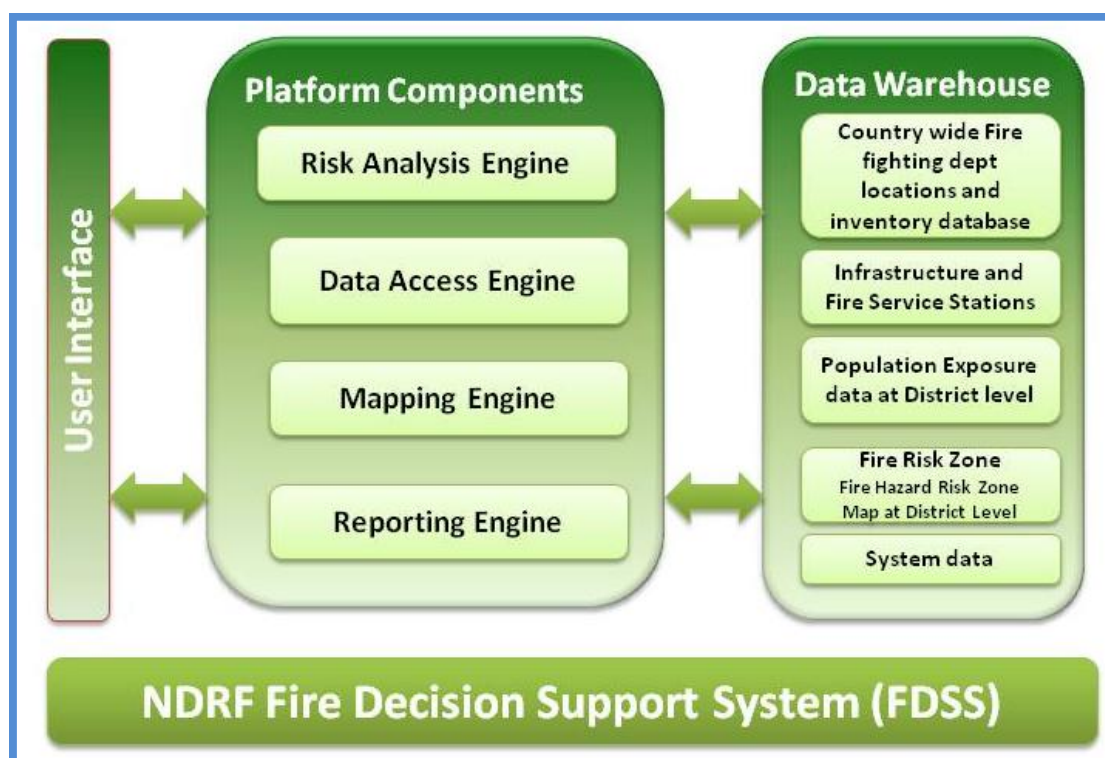 User Interface
Platform Components
Risk Analysis Engine
Data Access Engine
Mapping Engine
Reporting Engine
Data Warehouse
Country wide Fire
fighting dept
locations and
inventory database
Infrastructure and
Fire Service Stations
Population Exposure
data at District level
Fire Risk Zone
Fire Hazard Risk Zone
Map at District Level
System data
NDRF Fire Decision Support System (FDSS)